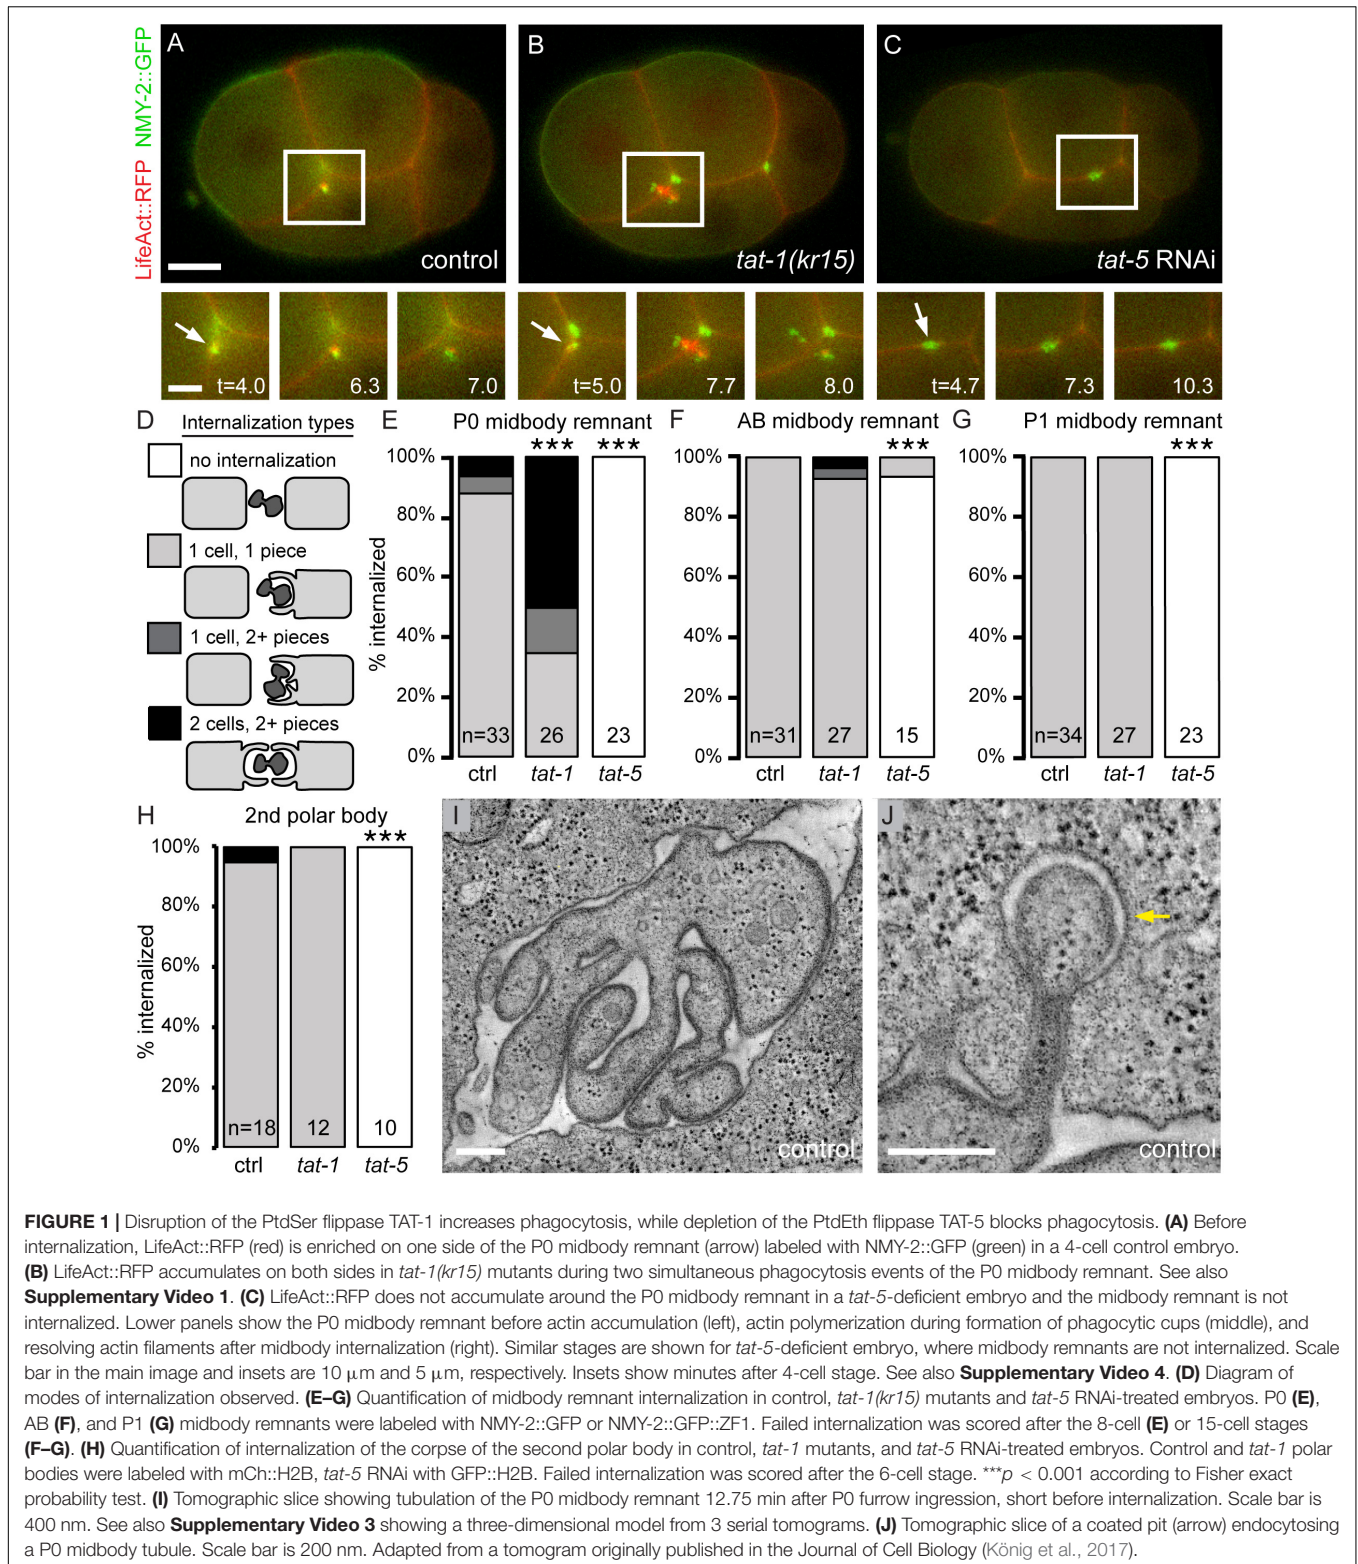 LifeAct::RFP NMY-2::GFP
A
control
B
tat-1(kr15)
C
tat-5 RNAi
t=4.0
6.3
7.0
t=5.0
7.7
8.0
t=4.7
7.3
10.3
D
Internalization types
no internalization
1 cell, 1 piece
1 cell, 2+ pieces
2 cells, 2+ pieces
E
P0 midbody remnant
*** ***
% internalized
100%
80%
60%
40%
20%
0%
n=33 26 23
ctrl tat-1 tat-5
F
AB midbody remnant
***
100%
80%
60%
40%
20%
0%
n=31 27 15
ctrl tat-1 tat-5
G
P1 midbody remnant
***
100%
80%
60%
40%
20%
0%
n=34 27 23
ctrl tat-1 tat-5
H
2nd polar body
***
% internalized
100%
80%
60%
40%
20%
0%
n=18 12 10
ctrl tat-1 tat-5
I
control
J
control
FIGURE 1 | Disruption of the PtdSer flippase TAT-1 increases phagocytosis, while depletion of the PtdEth flippase TAT-5 blocks phagocytosis. (A) Before
internalization, LifeAct::RFP (red) is enriched on one side of the P0 midbody remnant (arrow) labeled with NMY-2::GFP (green) in a 4-cell control embryo.
(B) LifeAct::RFP accumulates on both sides in tat-1(kr15) mutants during two simultaneous phagocytosis events of the P0 midbody remnant. See also
Supplementary Video 1. (C) LifeAct::RFP does not accumulate around the P0 midbody remnant in a tat-5-deficient embryo and the midbody remnant is not
internalized. Lower panels show the P0 midbody remnant before actin accumulation (left), actin polymerization during formation of phagocytic cups (middle), and
resolving actin filaments after midbody internalization (right). Similar stages are shown for tat-5-deficient embryo, where midbody remnants are not internalized. Scale
bar in the main image and insets are 10 μm and 5 μm, respectively. Insets show minutes after 4-cell stage. See also Supplementary Video 4. (D) Diagram of
modes of internalization observed. (E–G) Quantification of midbody remnant internalization in control, tat-1(kr15) mutants and tat-5 RNAi-treated embryos. P0 (E),
AB (F), and P1 (G) midbody remnants were labeled with NMY-2::GFP or NMY-2::GFP::ZF1. Failed internalization was scored after the 8-cell (E) or 15-cell stages
(F–G). (H) Quantification of internalization of the corpse of the second polar body in control, tat-1 mutants, and tat-5 RNAi-treated embryos. Control and tat-1 polar
bodies were labeled with mCh::H2B, tat-5 RNAi with GFP::H2B. Failed internalization was scored after the 6-cell stage. ***p < 0.001 according to Fisher exact
probability test. (I) Tomographic slice showing tubulation of the P0 midbody remnant 12.75 min after P0 furrow ingression, short before internalization. Scale bar is
400 nm. See also Supplementary Video 3 showing a three-dimensional model from 3 serial tomograms. (J) Tomographic slice of a coated pit (arrow) endocytosing
a P0 midbody tubule. Scale bar is 200 nm. Adapted from a tomogram originally published in the Journal of Cell Biology (König et al., 2017).